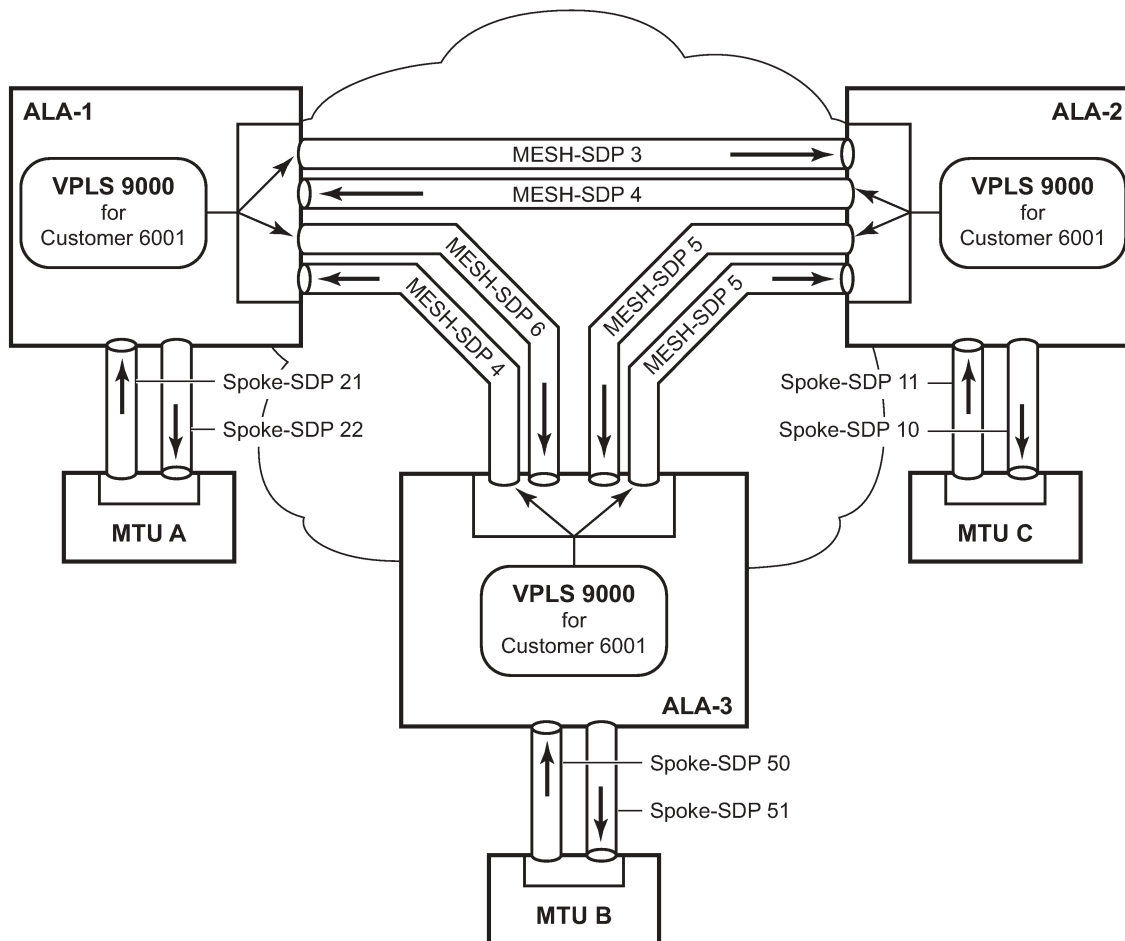 ALA-1
ALA-2
MESH-SDP 3
MESH-SDP 4
VPLS 9000
for
Customer 6001
VPLS 9000
for
Customer 6001
MESH-SDP 6
MESH-SDP 4
MESH-SDP 5
MESH-SDP 5
Spoke-SDP 21
Spoke-SDP 22
Spoke-SDP 11
Spoke-SDP 10
MTU A
MTU C
VPLS 9000
for
Customer 6001
ALA-3
Spoke-SDP 50
Spoke-SDP 51
MTU B